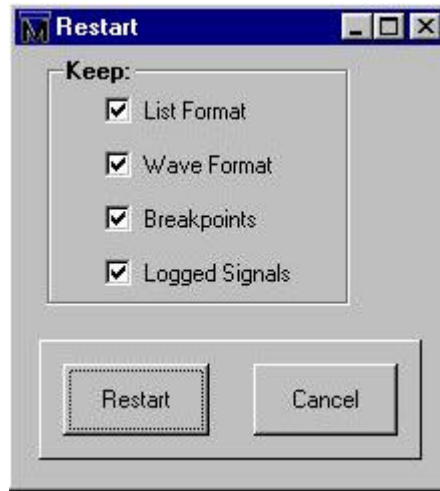 Restart
Keep:
List Format
Wave Format
Breakpoints
Logged Signals
Restart Cancel